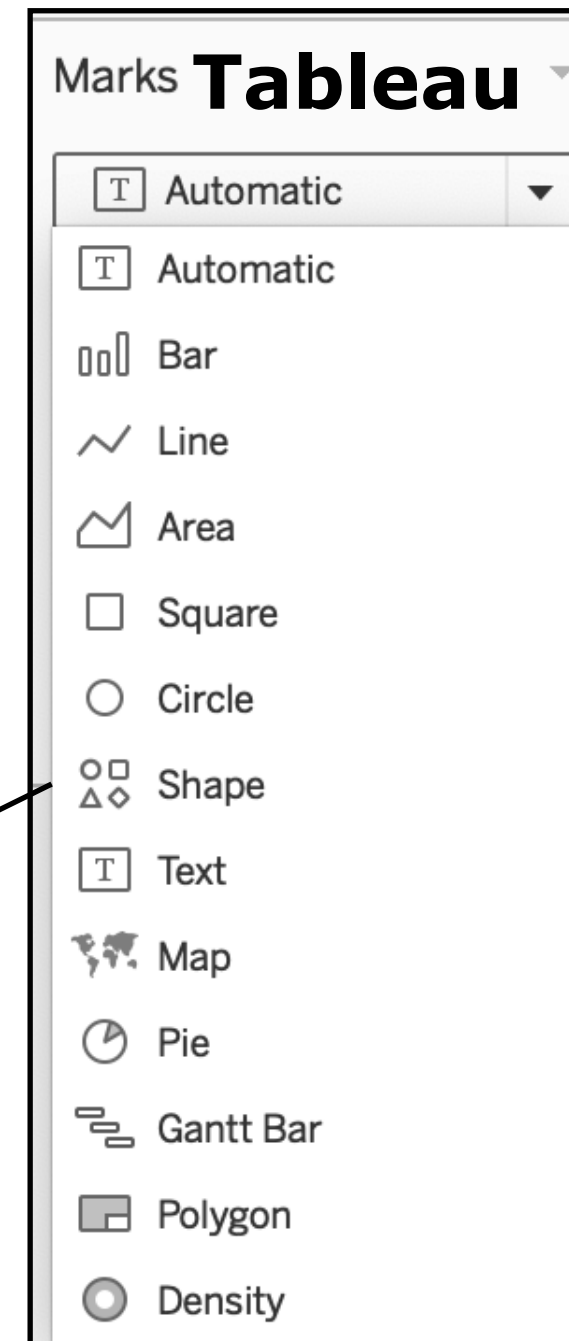 Marks Tableau
T Automatic
T Automatic
Bar
Line
Area
Square
Circle
Shape
T Text
Map
Pie
Gantt Bar
Polygon
Density